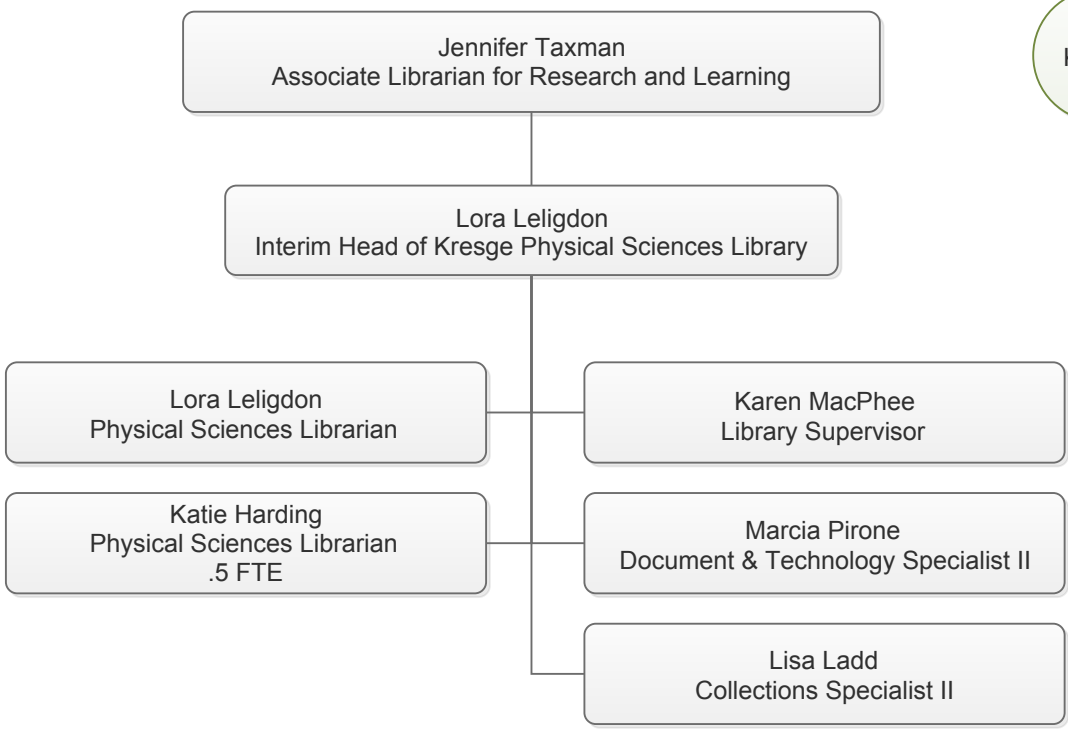 Jennifer Taxman
Associate Librarian for Research and Learning
Lora Leligdon
Interim Head of Kresge Physical Sciences Library
Lora Leligdon
Physical Sciences Librarian
Karen MacPhee
Library Supervisor
Katie Harding
Physical Sciences Librarian
.5 FTE
Marcia Pirone
Document & Technology Specialist II
Lisa Ladd
Collections Specialist II